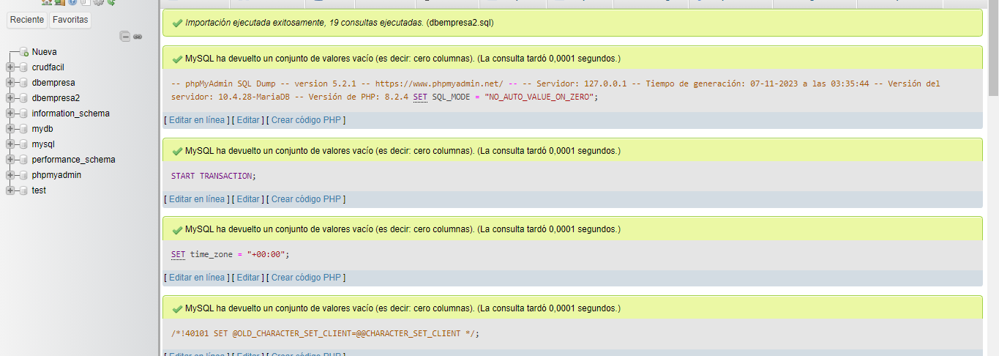 Reciente Favoritas
Nueva
crudfacil
dbempresa
dbempresa2
information_schema
mydb
mysql
performance_schema
phpmyadmin
test
Importación ejecutada exitosamente, 19 consultas ejecutadas. (dbempresa2.sql)
MySQL ha devuelto un conjunto de valores vacío (es decir: cero columnas). (La consulta tardó 0,0001 segundos.)
-- phpMyAdmin SQL Dump -- version 5.2.1 -- https://www.phpmyadmin.net/ -- -- Servidor: 127.0.0.1 -- Tiempo de generación: 07-11-2023 a las 03:35:44 -- Versión del
servidor: 10.4.28-MariaDB -- Versión de PHP: 8.2.4 SET SQL_MODE = "NO_AUTO_VALUE_ON_ZERO";
[ Editar en línea ] [ Editar ] [ Crear código PHP ]
MySQL ha devuelto un conjunto de valores vacío (es decir: cero columnas). (La consulta tardó 0,0001 segundos.)
START TRANSACTION;
[ Editar en línea ] [ Editar ] [ Crear código PHP ]
MySQL ha devuelto un conjunto de valores vacío (es decir: cero columnas). (La consulta tardó 0,0001 segundos.)
SET time_zone = "+00:00";
[ Editar en línea ] [ Editar ] [ Crear código PHP ]
MySQL ha devuelto un conjunto de valores vacío (es decir: cero columnas). (La consulta tardó 0,0001 segundos.)
/*!40101 SET @OLD_CHARACTER_SET_CLIENT=@@CHARACTER_SET_CLIENT */;
[ Editar en línea ] [ Editar ] [ Crear código PHP ]